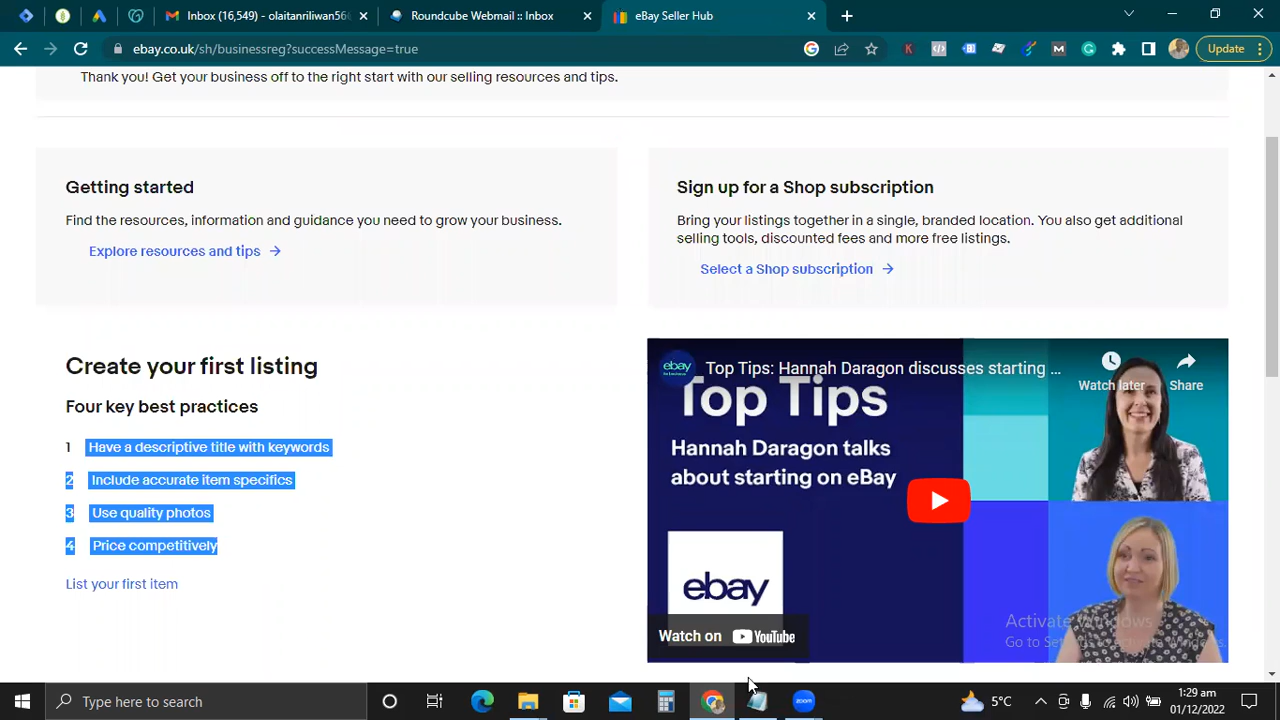 Inbox (16,549) - olaitanriliwan56
Roundcube Webmail :: Inbox
eBay Seller Hub
ebay.co.uk/sh/businessreg?successMessage=true
Update
Thank you! Get your business off to the right start with our selling resources and tips.
Getting started
Find the resources, information and guidance you need to grow your business.
Explore resources and tips →
Sign up for a Shop subscription
Bring your listings together in a single, branded location. You also get additional
selling tools, discounted fees and more free listings.
Select a Shop subscription →
Create your first listing
Four key best practices
1 Have a descriptive title with keywords
2 Include accurate item specifics
3 Use quality photos
4 Price competitively
List your first item
ebay
Top Tips: Hannah Daragon discusses starting ...
Watch later
Share
Top Tips
Hannah Daragon talks
about starting on eBay
ebay
Watch on YouTube
Activate Windows
Go to Settings to activate Windows.
Type here to search
5°C
1:29 am
01/12/2022